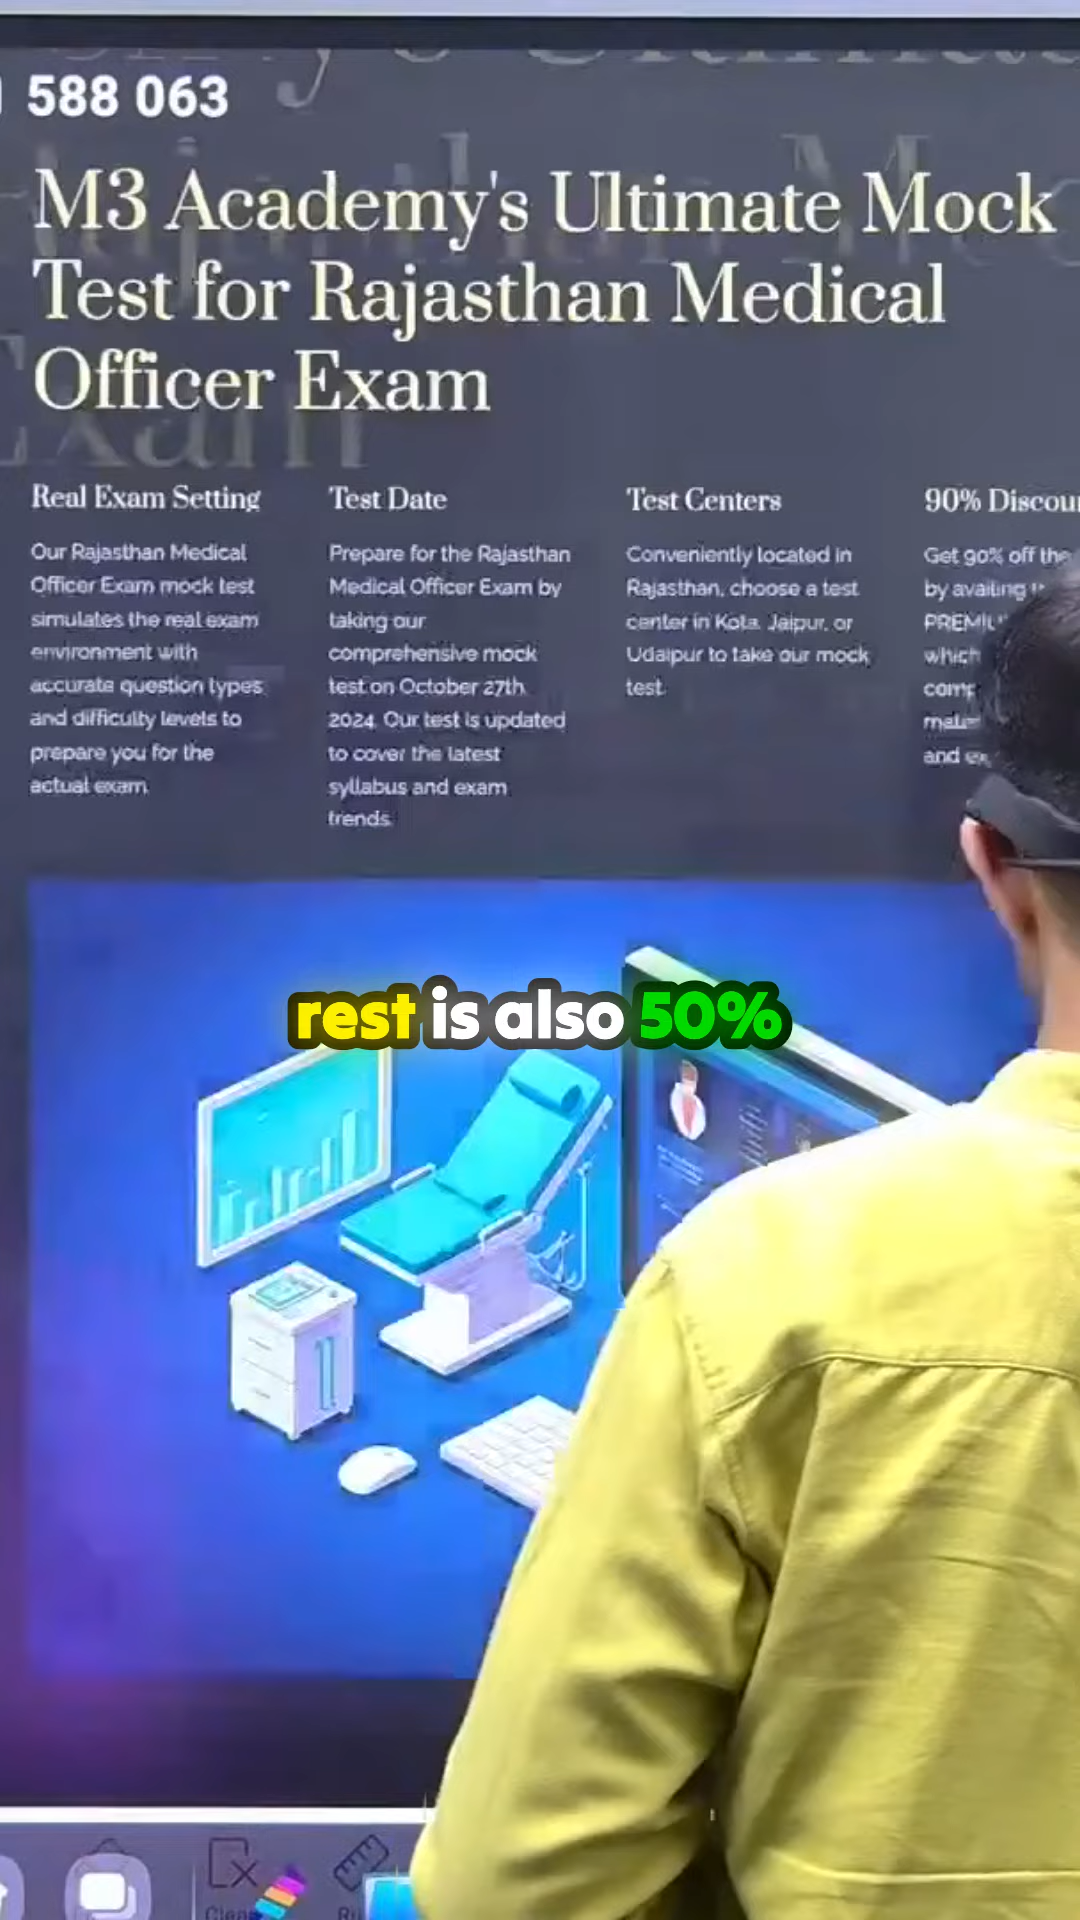 588 063
M3 Academy's Ultimate Mock
Test for Rajasthan Medical
Officer Exam
Real Exam Setting
Our Rajasthan Medical
Officer Exam mock test
simulates the real exam
environment with
accurate question types
and difficulty levels to
prepare you for the
actual exam.
Test Date
Prepare for the Rajasthan
Medical Officer Exam by
taking our
comprehensive mock
test on October 27th,
2024. Our test is updated
to cover the latest
syllabus and exam
trends.
Test Centers
Conveniently located in
Rajasthan, choose a test
center in Kota, Jaipur, or
Udaipur to take our mock
test.
90% Discou
Get 90% off the
by availing
which
and
rest is also 50%